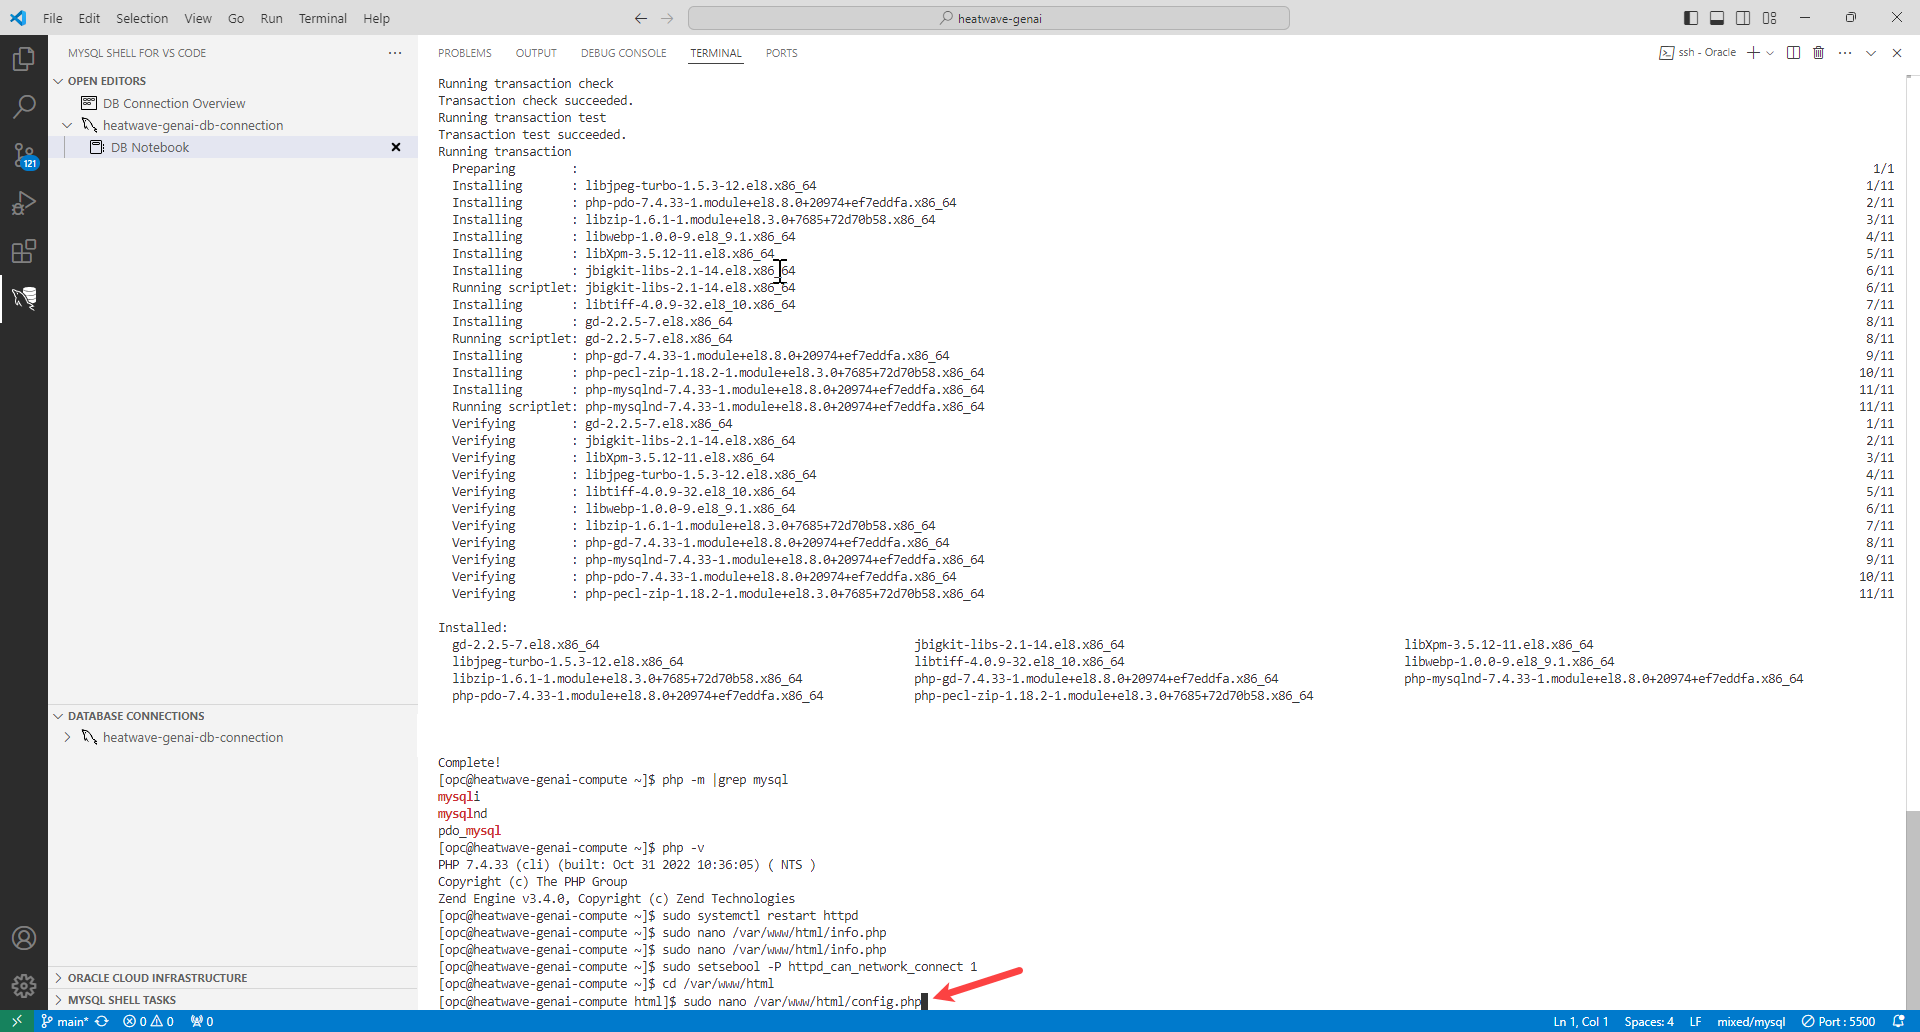 File Edit Selection View Go Run Terminal Help
heatwave-genai
MYSQL SHELL FOR VS CODE
OPEN EDITORS
DB Connection Overview
heatwave-genai-db-connection
DB Notebook
121
DATABASE CONNECTIONS
heatwave-genai-db-connection
ORACLE CLOUD INFRASTRUCTURE
MYSQL SHELL TASKS
PROBLEMS OUTPUT DEBUG CONSOLE TERMINAL PORTS
ssh - Oracle
Running transaction check
Transaction check succeeded.
Running transaction test
Transaction test succeeded.
Running transaction
Preparing : 1/1
Installing : libjpeg-turbo-1.5.3-12.el8.x86_64 1/11
Installing : php-pdo-7.4.33-1.module+el8.8.0+20974+ef7eddfa.x86_64 2/11
Installing : libzip-1.6.1-1.module+el8.3.0+7685+72d70b58.x86_64 3/11
Installing : libwebp-1.0.0-9.el8_9.1.x86_64 4/11
Installing : libXpm-3.5.12-11.el8.x86_64 5/11
Installing : jbigkit-libs-2.1-14.el8.x86_64 6/11
Running scriptlet: jbigkit-libs-2.1-14.el8.x86_64 6/11
Installing : libtiff-4.0.9-32.el8_10.x86_64 7/11
Installing : gd-2.2.5-7.el8.x86_64 8/11
Running scriptlet: gd-2.2.5-7.el8.x86_64 8/11
Installing : php-gd-7.4.33-1.module+el8.8.0+20974+ef7eddfa.x86_64 9/11
Installing : php-pecl-zip-1.18.2-1.module+el8.3.0+7685+72d70b58.x86_64 10/11
Installing : php-mysqlnd-7.4.33-1.module+el8.8.0+20974+ef7eddfa.x86_64 11/11
Running scriptlet: php-mysqlnd-7.4.33-1.module+el8.8.0+20974+ef7eddfa.x86_64 11/11
Verifying : gd-2.2.5-7.el8.x86_64 1/11
Verifying : jbigkit-libs-2.1-14.el8.x86_64 2/11
Verifying : libXpm-3.5.12-11.el8.x86_64 3/11
Verifying : libjpeg-turbo-1.5.3-12.el8.x86_64 4/11
Verifying : libtiff-4.0.9-32.el8_10.x86_64 5/11
Verifying : libwebp-1.0.0-9.el8_9.1.x86_64 6/11
Verifying : libzip-1.6.1-1.module+el8.3.0+7685+72d70b58.x86_64 7/11
Verifying : php-gd-7.4.33-1.module+el8.8.0+20974+ef7eddfa.x86_64 8/11
Verifying : php-mysqlnd-7.4.33-1.module+el8.8.0+20974+ef7eddfa.x86_64 9/11
Verifying : php-pdo-7.4.33-1.module+el8.8.0+20974+ef7eddfa.x86_64 10/11
Verifying : php-pecl-zip-1.18.2-1.module+el8.3.0+7685+72d70b58.x86_64 11/11
Installed:
gd-2.2.5-7.el8.x86_64 jbigkit-libs-2.1-14.el8.x86_64 libXpm-3.5.12-11.el8.x86_64
libjpeg-turbo-1.5.3-12.el8.x86_64 libtiff-4.0.9-32.el8_10.x86_64 libwebp-1.0.0-9.el8_9.1.x86_64
libzip-1.6.1-1.module+el8.3.0+7685+72d70b58.x86_64 php-gd-7.4.33-1.module+el8.8.0+20974+ef7eddfa.x86_64 php-mysqlnd-7.4.33-1.module+el8.8.0+20974+ef7eddfa.x86_64
php-pdo-7.4.33-1.module+el8.8.0+20974+ef7eddfa.x86_64 php-pecl-zip-1.18.2-1.module+el8.3.0+7685+72d70b58.x86_64
Complete!
[opc@heatwave-genai-compute ~]$ php -m |grep mysql
mysqli
mysqlnd
pdo_mysql
[opc@heatwave-genai-compute ~]$ php -v
PHP 7.4.33 (cli) (built: Oct 31 2022 10:36:05) ( NTS )
Copyright (c) The PHP Group
Zend Engine v3.4.0, Copyright (c) Zend Technologies
[opc@heatwave-genai-compute ~]$ sudo systemctl restart httpd
[opc@heatwave-genai-compute ~]$ sudo nano /var/www/html/info.php
[opc@heatwave-genai-compute ~]$ sudo nano /var/www/html/info.php
[opc@heatwave-genai-compute ~]$ sudo setsebool -P httpd_can_network_connect 1
[opc@heatwave-genai-compute ~]$ cd /var/www/html
[opc@heatwave-genai-compute html]$ sudo nano /var/www/html/config.php
main* 0 0 0 Ln 1, Col 1 Spaces: 4 LF mixed/mysql Port : 5500